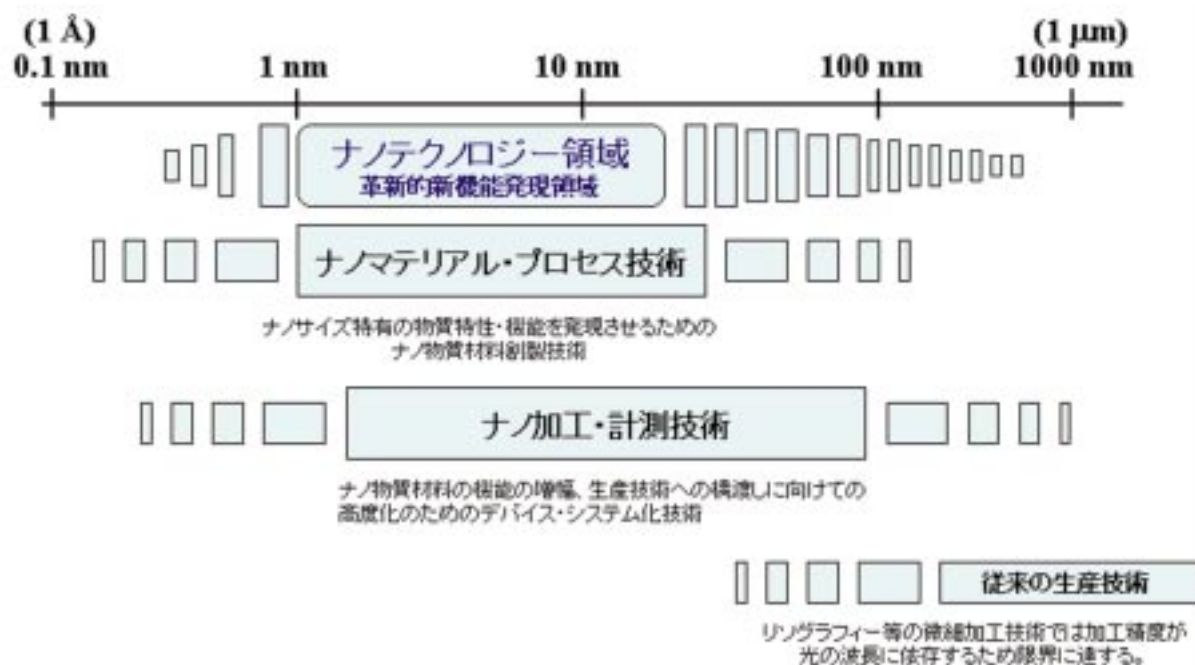 (1 Å) (1 μm)
0.1 nm 1 nm 10 nm 100 nm 1000 nm
ナノテクノロジー領域
革新的新機能発現領域
ナノマテリアル・プロセス技術
ナノサイズ特有の物質特性・機能を発現させるための
ナノ物質材料創製技術
ナノ加工・計測技術
ナノ物質材料の機能の増幅、生産技術への橋渡しに向けての
高度化のためのデバイス・システム化技術
従来の生産技術
リソグラフィー等の微細加工技術では加工精度が
光の波長に依存するため限界に達する。